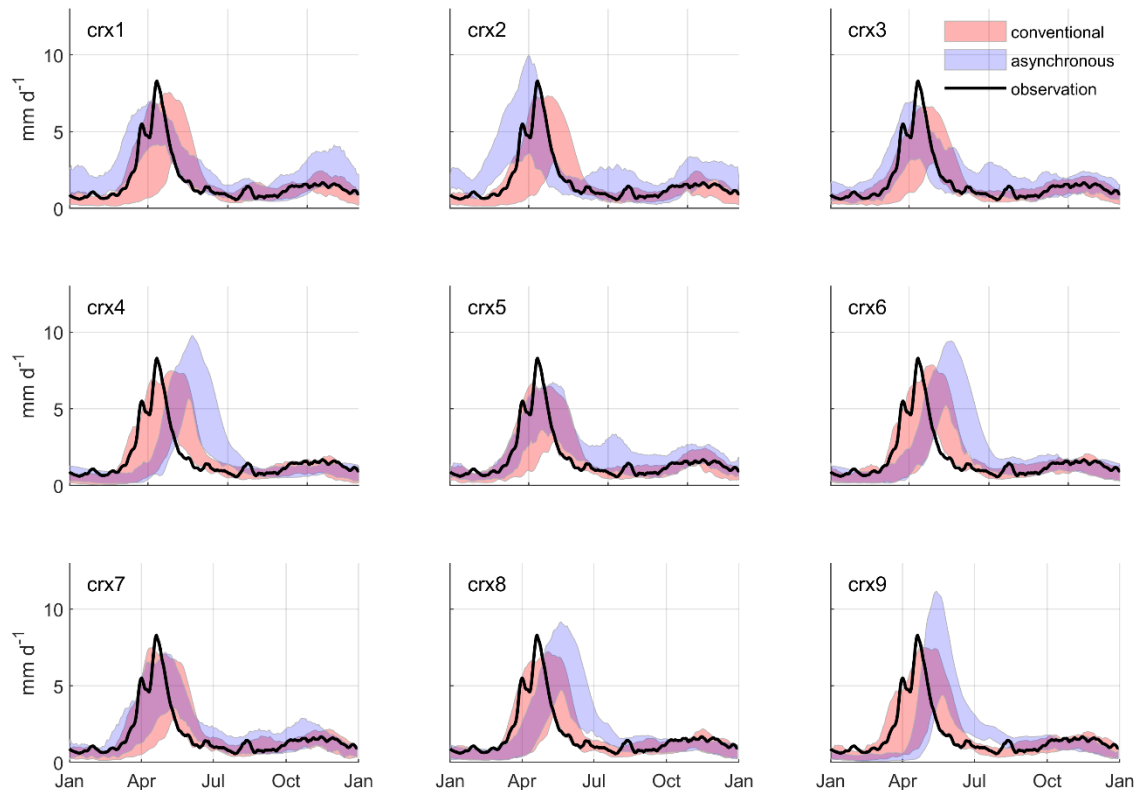 crx1
crx2
crx3
conventional
asynchronous
observation
10
5
0
mm d⁻¹
crx4
crx5
crx6
10
5
0
mm d⁻¹
crx7
crx8
crx9
10
5
0
mm d⁻¹
Jan Apr Jul Oct Jan
Jan Apr Jul Oct Jan
Jan Apr Jul Oct Jan